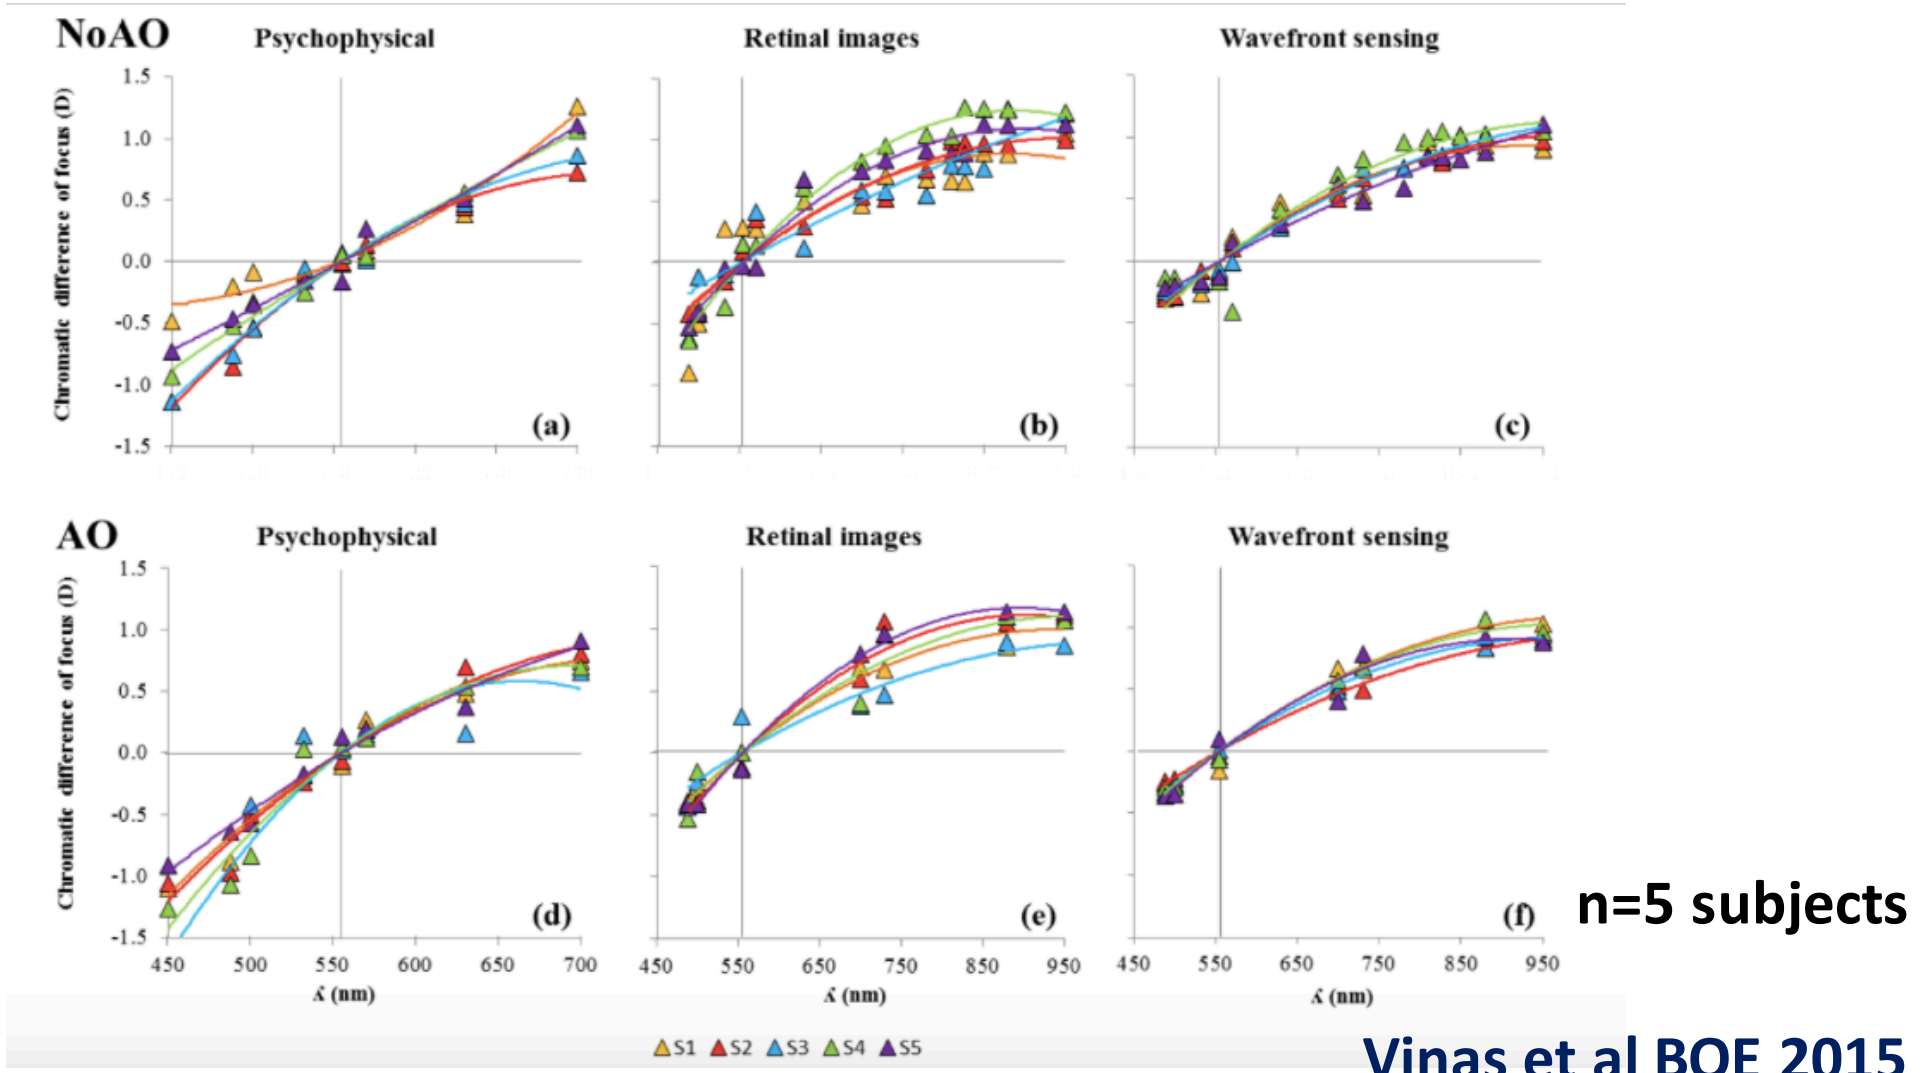 NoAO
Psychophysical
Retinal images
Wavefront sensing
Chromatic difference of focus (D)
1.5
1.0
0.5
0.0
-0.5
-1.0
-1.5
(a)
(b)
(c)
AO
Psychophysical
Retinal images
Wavefront sensing
Chromatic difference of focus (D)
1.5
1.0
0.5
0.0
-0.5
-1.0
-1.5
(d)
(e)
(f)
n=5 subjects
450 500 550 600 650 700
450 550 650 750 850 950
450 550 650 750 850 950
λ (nm)
λ (nm)
λ (nm)
S1 S2 S3 S4 S5
Vinas et al BOE 2015